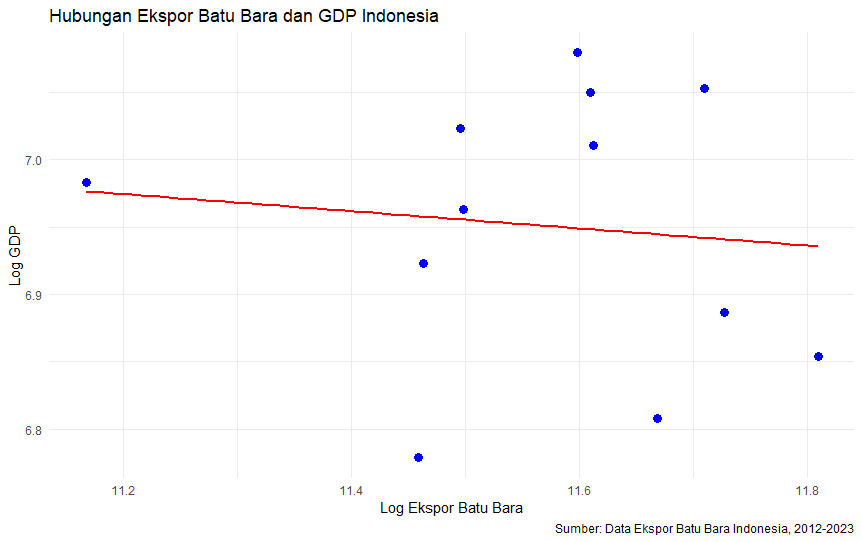 Hubungan Ekspor Batu Bara dan GDP Indonesia
Log GDP
7.0
6.9
6.8
11.2
11.4
11.6
11.8
Log Ekspor Batu Bara
Sumber: Data Ekspor Batu Bara Indonesia, 2012-2023